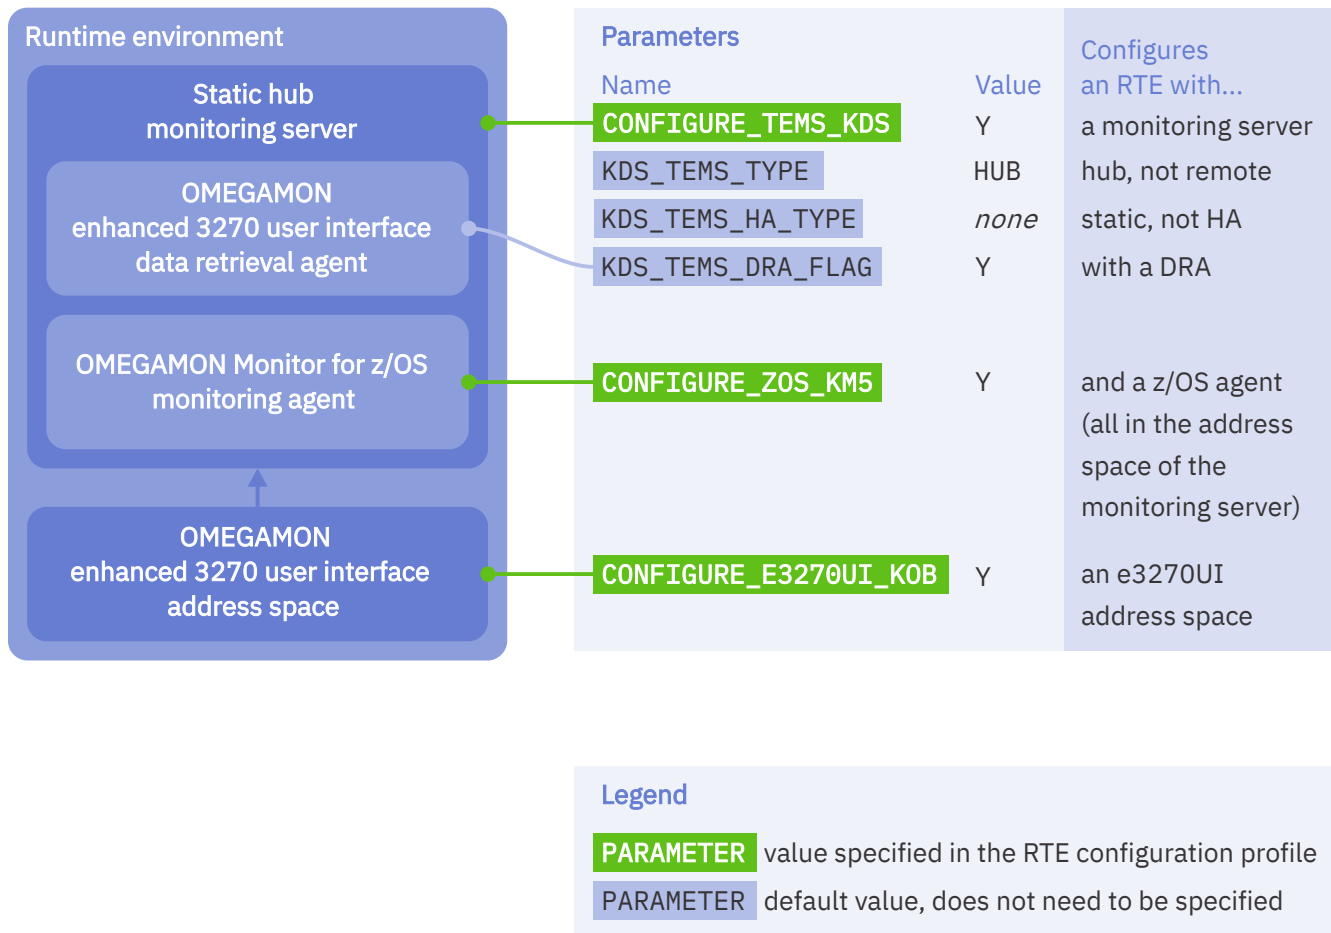 Runtime environment
Static hub
monitoring server
OMEGAMON
enhanced 3270 user interface
data retrieval agent
OMEGAMON Monitor for z/OS
monitoring agent
OMEGAMON
enhanced 3270 user interface
address space
Parameters
Name
Value
Configures
an RTE with...
CONFIGURE_TEMS_KDS
Y
a monitoring server
KDS_TEMS_TYPE
HUB
hub, not remote
KDS_TEMS_HA_TYPE
none
static, not HA
KDS_TEMS_DRA_FLAG
Y
with a DRA
CONFIGURE_ZOS_KM5
Y
and a z/OS agent
(all in the address
space of the
monitoring server)
CONFIGURE_E3270UI_KOB
Y
an e3270UI
address space
Legend
PARAMETER value specified in the RTE configuration profile
PARAMETER default value, does not need to be specified